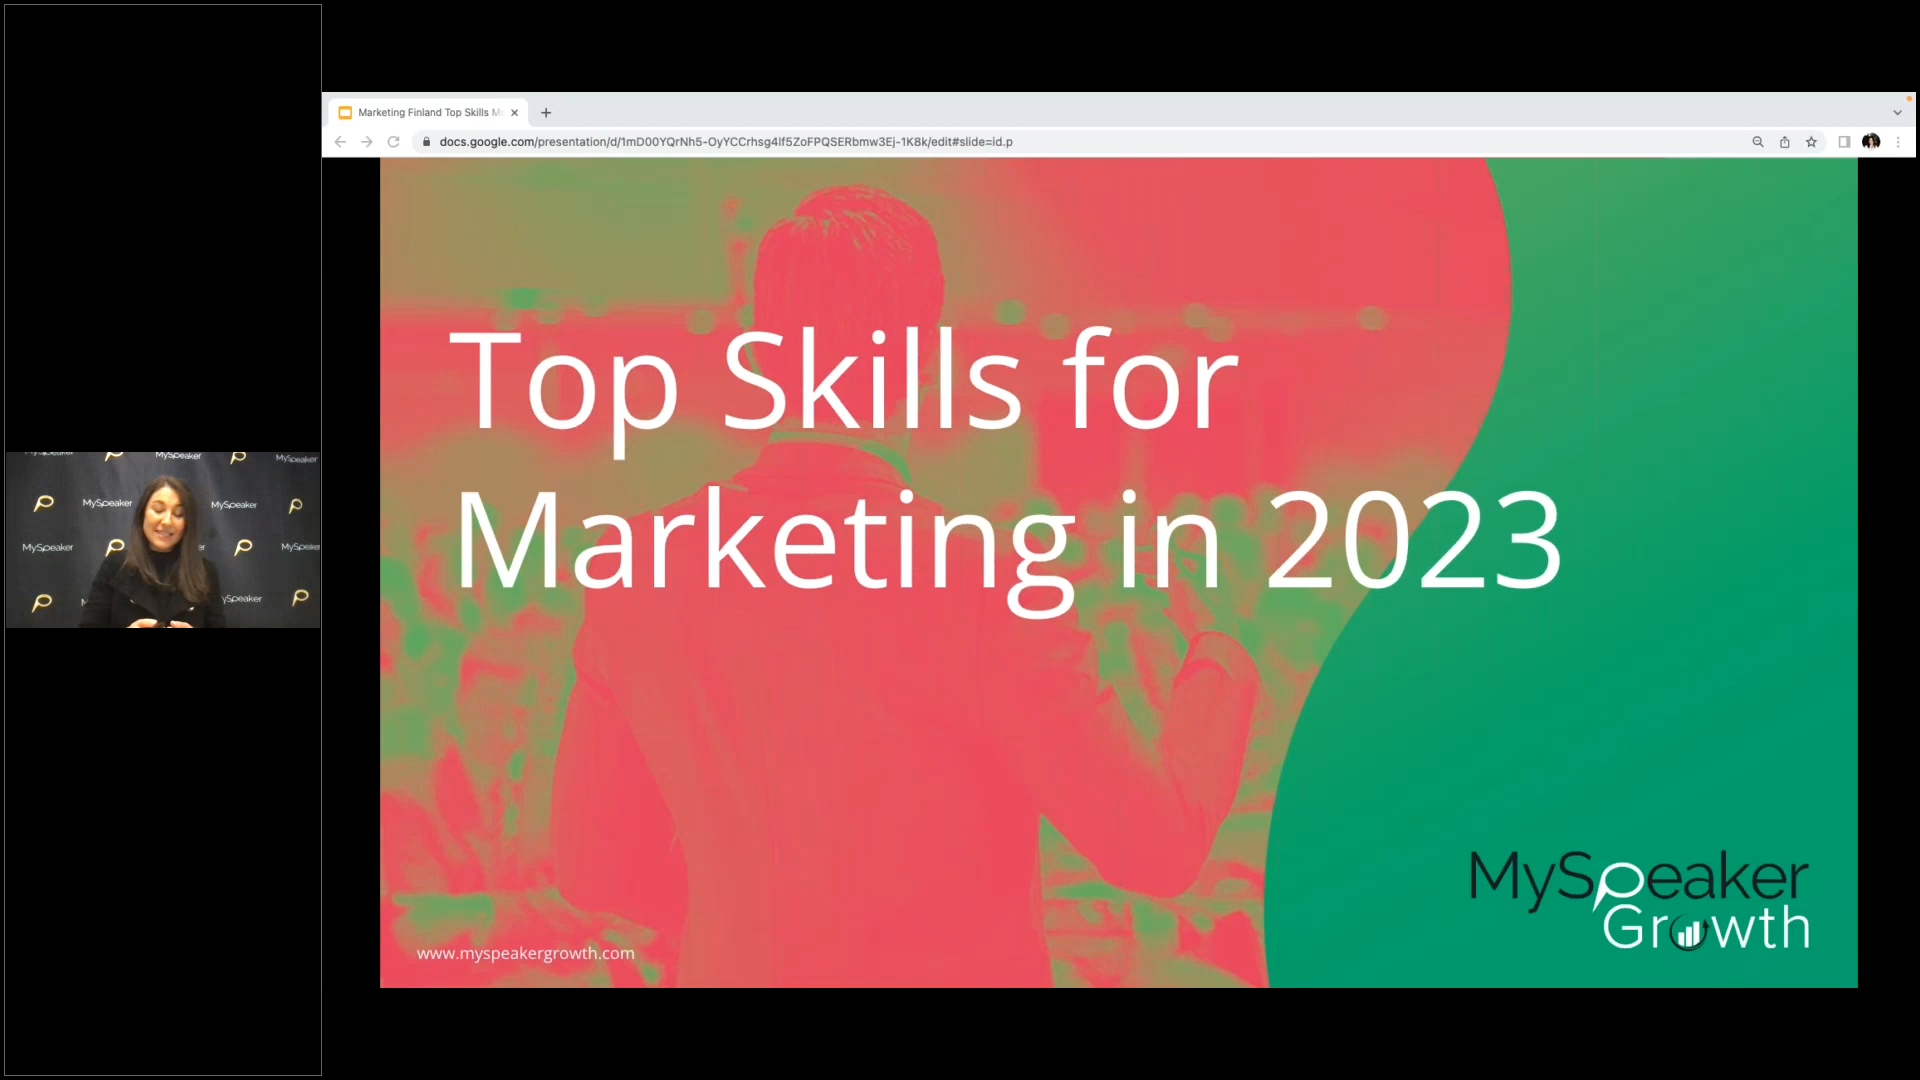 Marketing Finland Top Skills M
docs.google.com/presentation/d/1mD00YQrNh5-OyYCCrhsg4lf5ZoFPQSERbmw3Ej-1K8k/edit#slide=id.p
Top Skills for
Marketing in 2023
MySpeaker
Growth
www.myspeakergrowth.com
MySpeaker MySpeaker
MySpeaker MySpeaker
MySpeaker MySpeaker